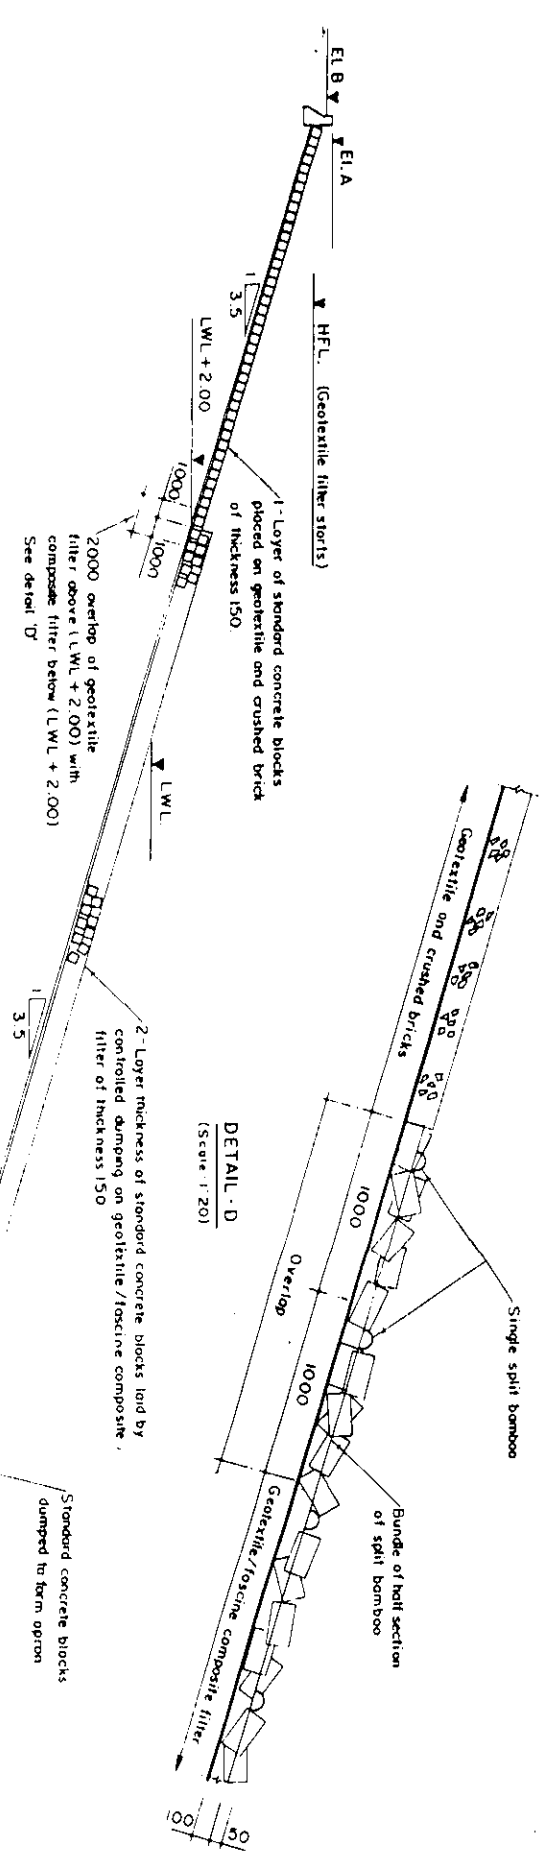 El. B
El. A
HFL. (Geotextile filter starts)
1
3.5
1-Layer of standard concrete blocks
placed on geotextile and crushed brick
of thickness 150.
LWL + 2.00
1000
1000
2000 overlap of geotextile
filter above (LWL + 2.00) with
composite filter below (LWL + 2.00)
See detail 'D'
LWL
1
3.5
2-Layer thickness of standard concrete blocks laid by
controlled dumping on geotextile/fascine composite
filter of thickness 150
Standard concrete blocks
dumped to form apron
Geotextile and crushed bricks
1000
1000
Overlap
Geotextile/fascine composite filter
Single split bamboo
Bundle of half section
of split bamboo
100
50
DETAIL - D
(Scale 1:20)